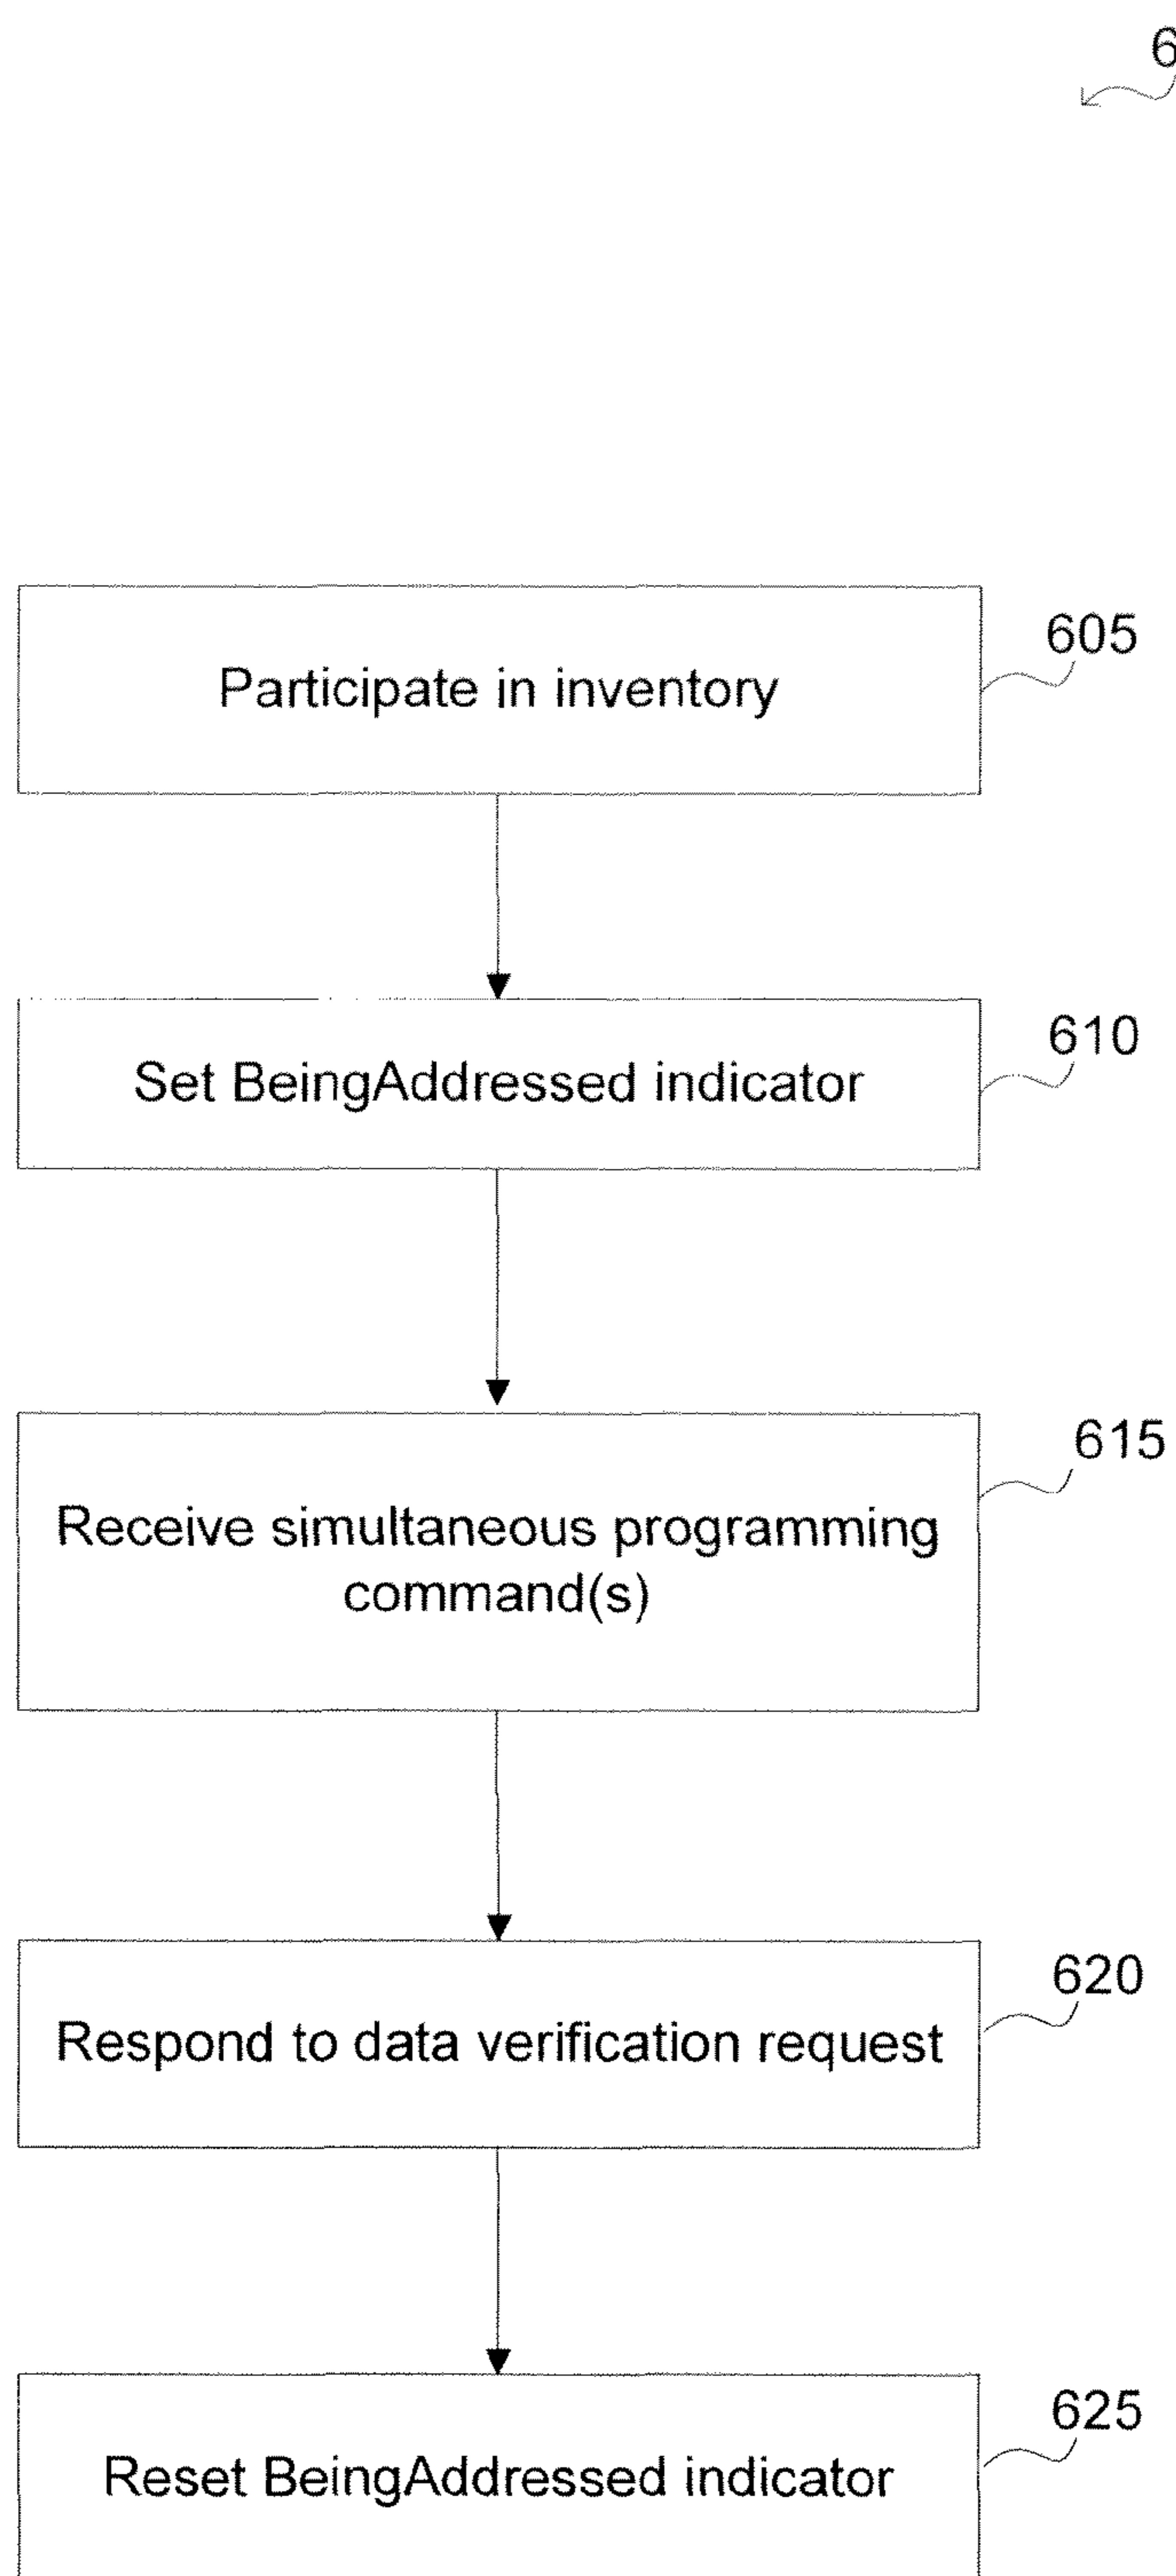 6
605
Participate in inventory
610
Set BeingAddressed indicator
615
Receive simultaneous programming
command(s)
620
Respond to data verification request
625
Reset BeingAddressed indicator